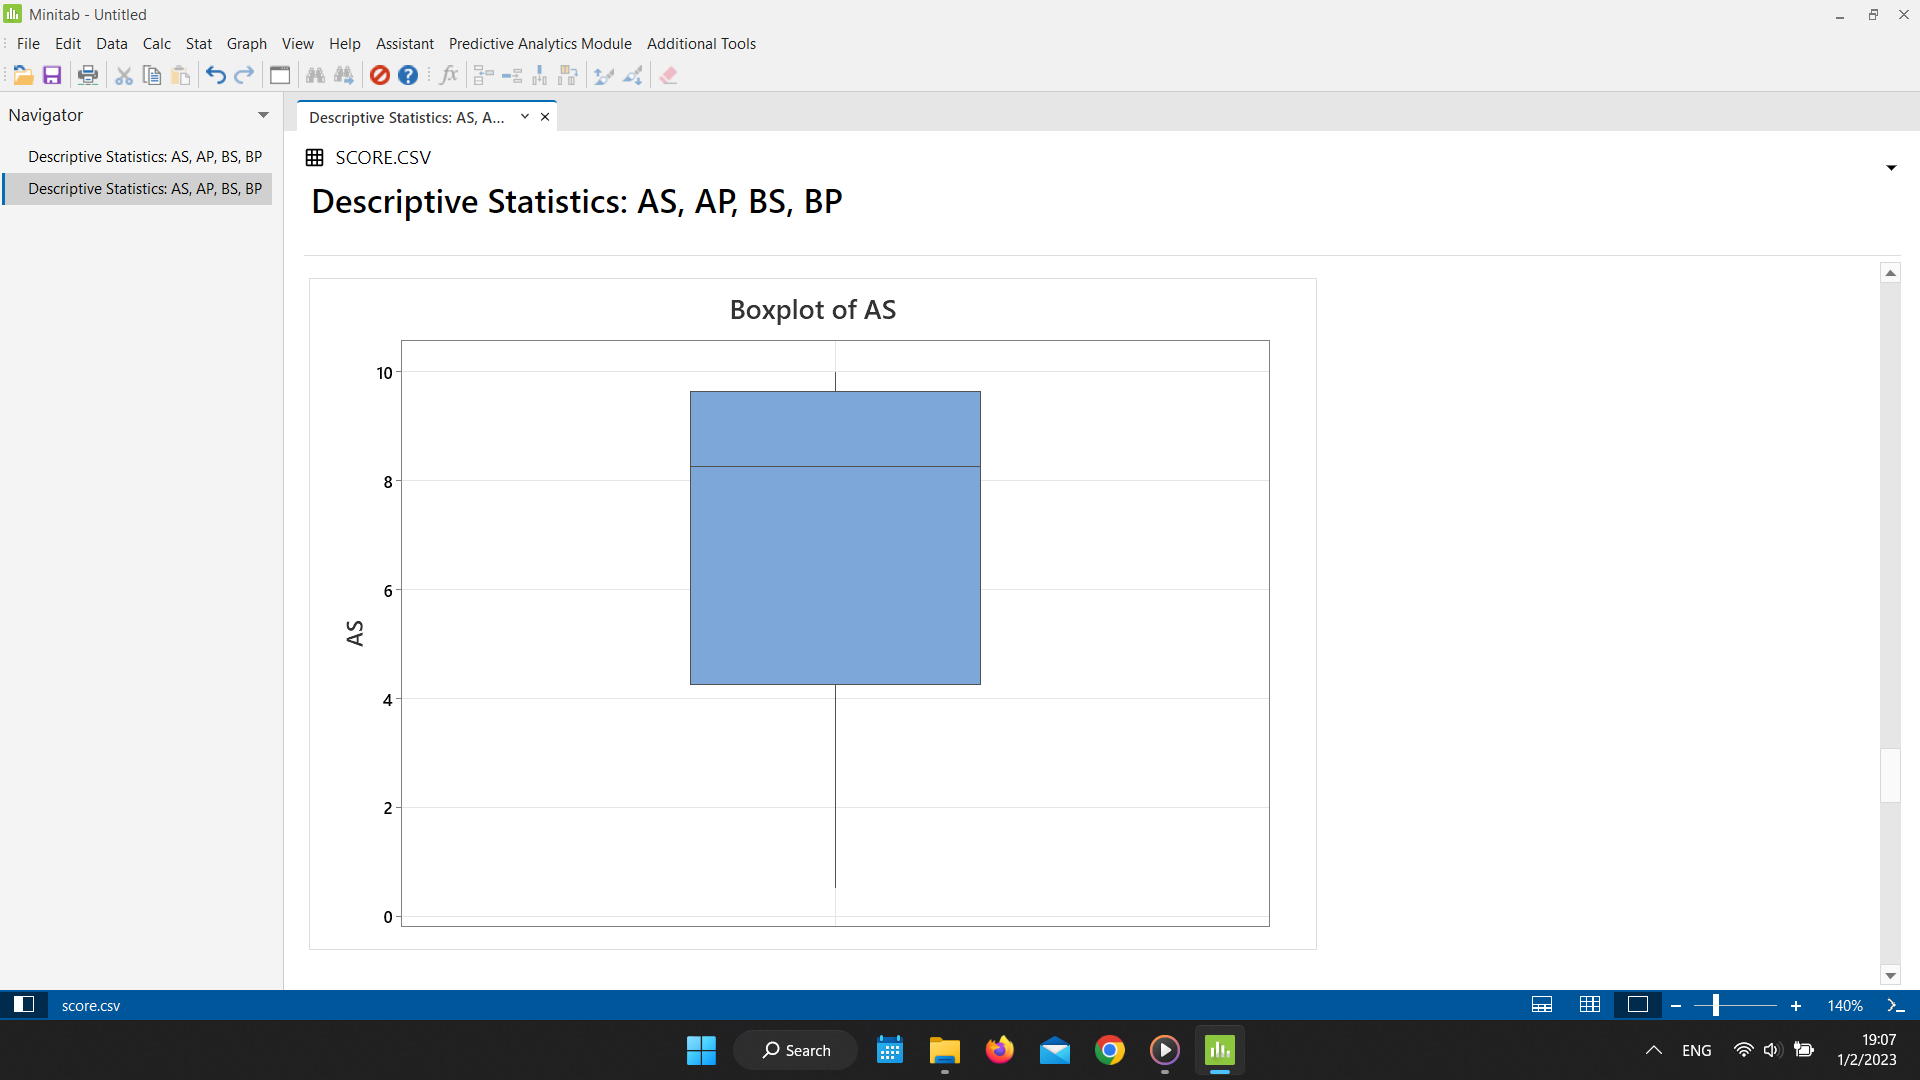 Minitab - Untitled
File Edit Data Calc Stat Graph View Help Assistant Predictive Analytics Module Additional Tools
Navigator
Descriptive Statistics: AS, AP, BS, BP
Descriptive Statistics: AS, AP, BS, BP
Descriptive Statistics: AS, A...
SCORE.CSV
Descriptive Statistics: AS, AP, BS, BP
Boxplot of AS
10
8
6
4
2
0
AS
score.csv
140%
Search
ENG
19:07
1/2/2023